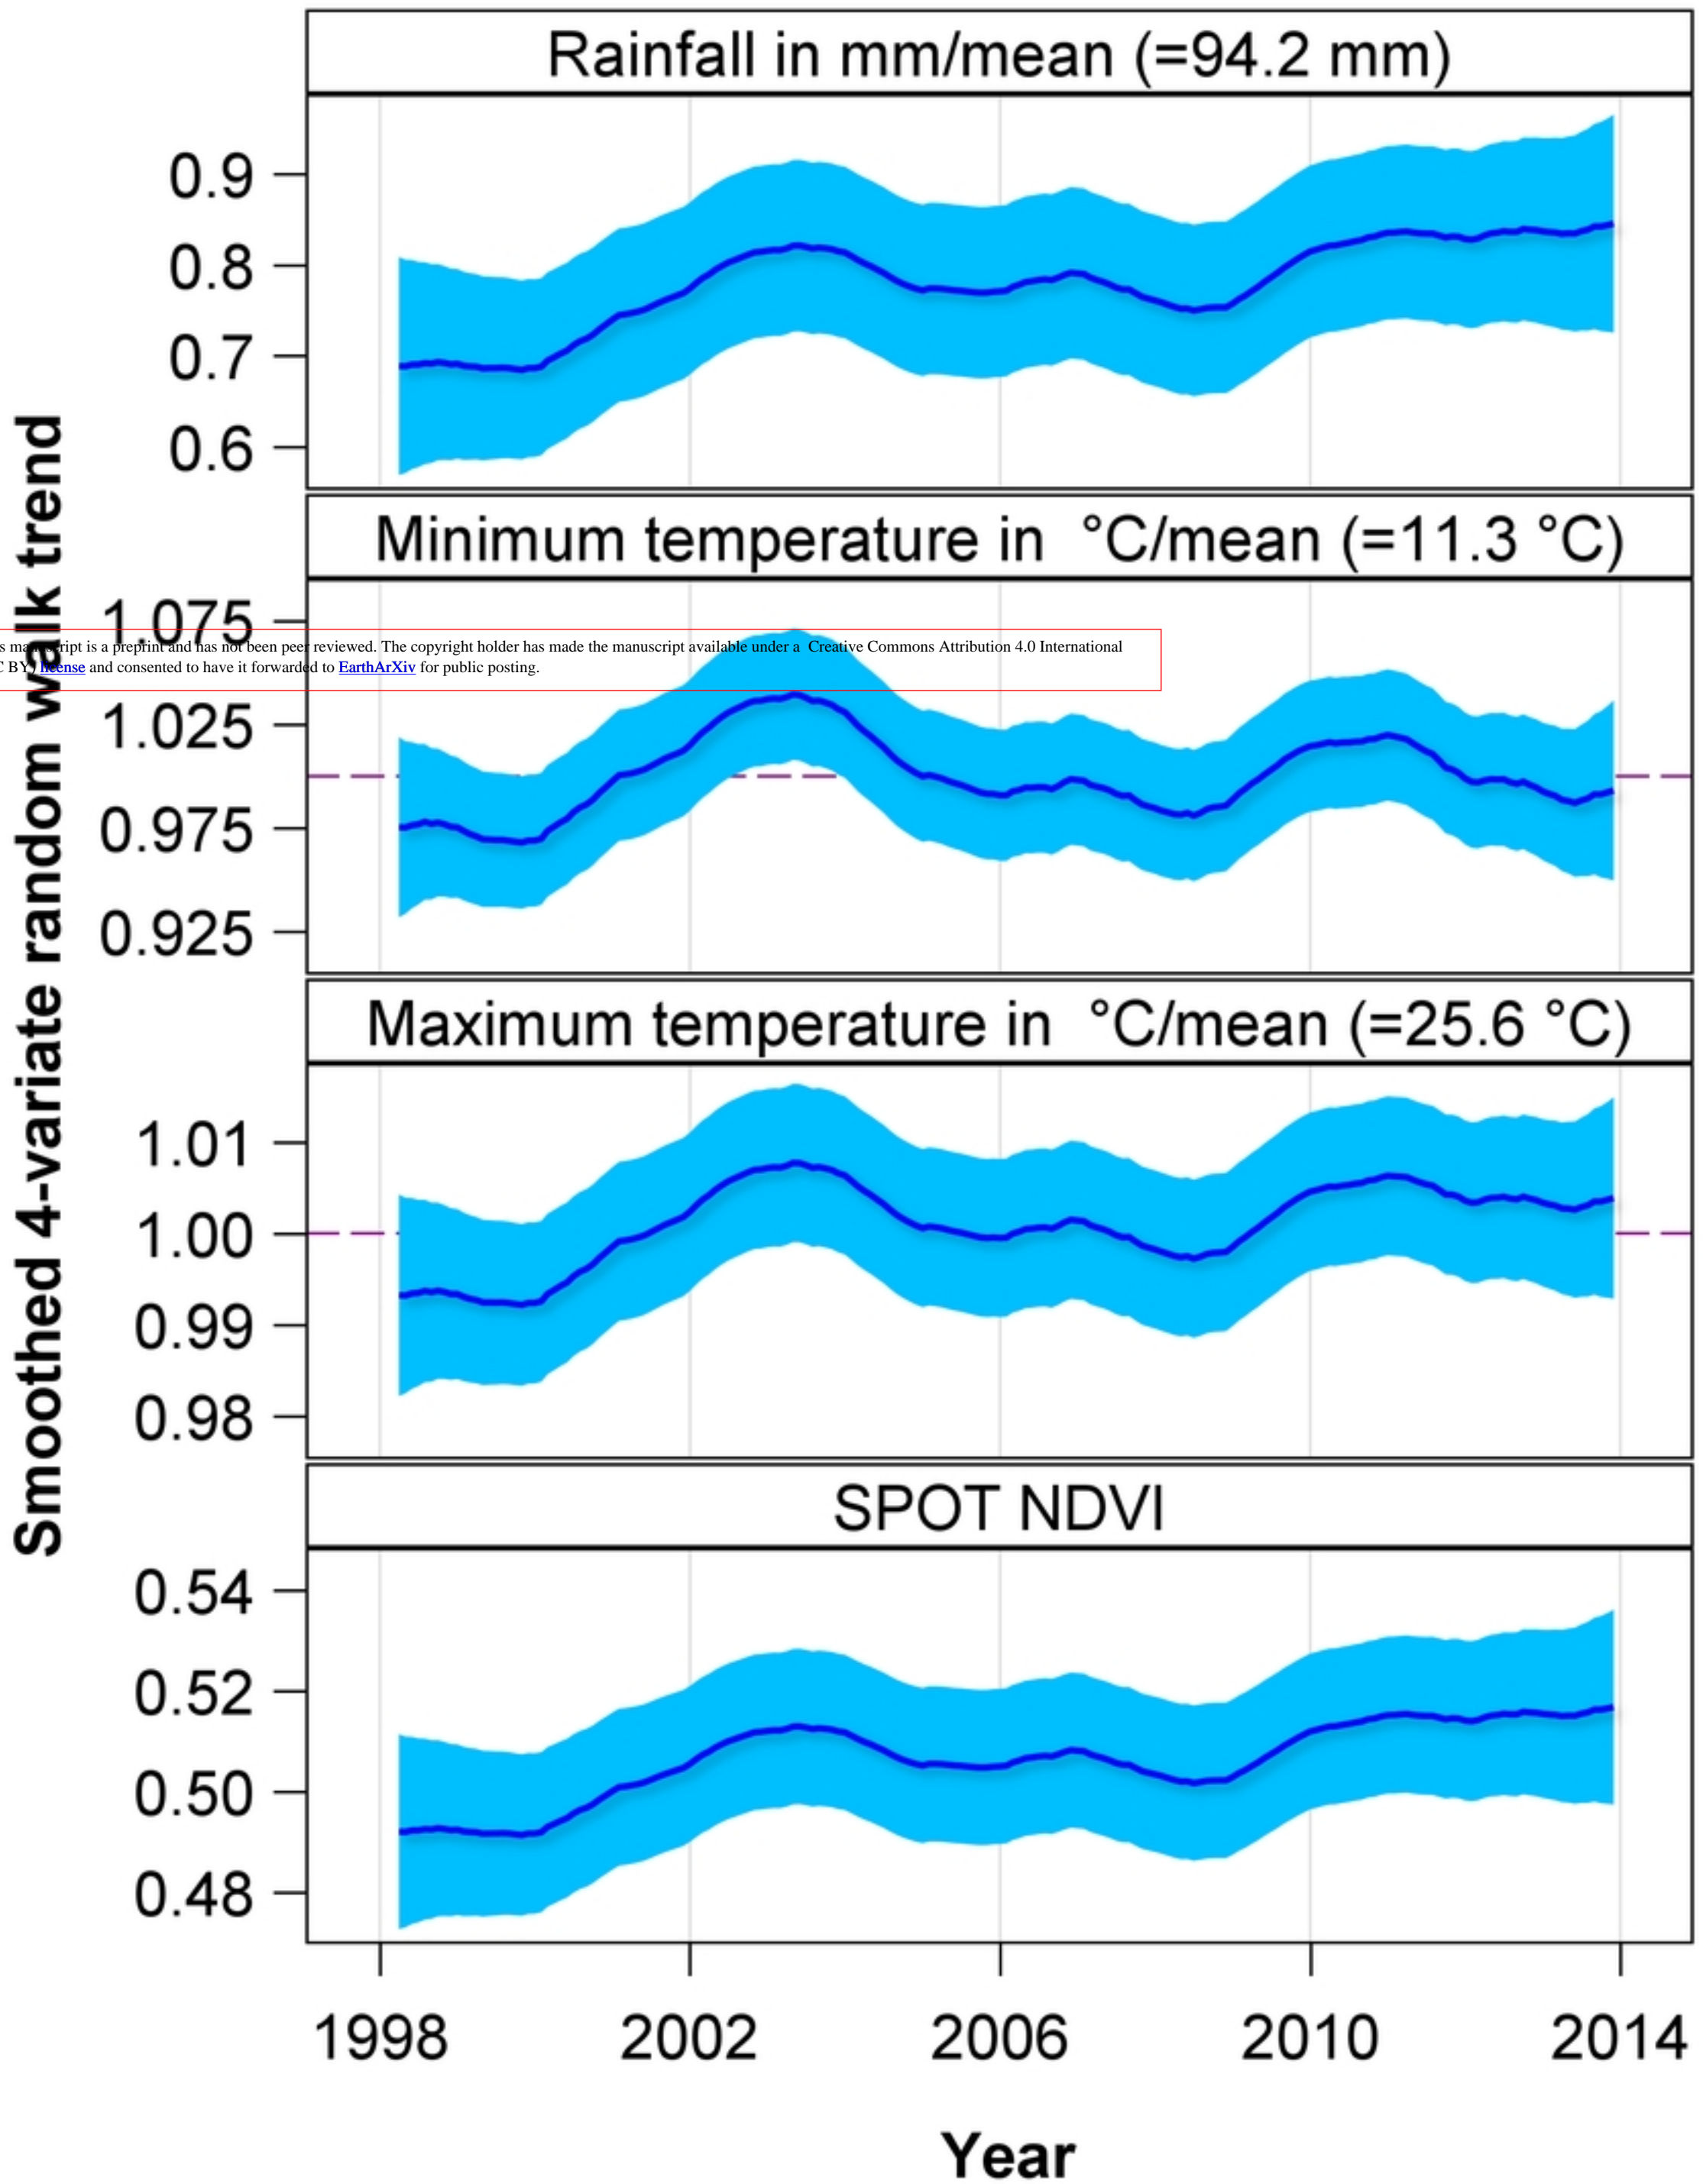 Rainfall in mm/mean (=94.2 mm)
0.9
0.8
0.7
0.6
Minimum temperature in °C/mean (=11.3 °C)
1.075
manuscript is a preprint and has not been peer reviewed. The copyright holder has made the manuscript available under a Creative Commons Attribution 4.0 International
BY) license and consented to have it forwarded to EarthArXiv for public posting.
1.025
0.975
0.925
Maximum temperature in °C/mean (=25.6 °C)
1.01
1.00
0.99
0.98
SPOT NDVI
0.54
0.52
0.50
0.48
Smoothed 4-variate random walk trend
1998 2002 2006 2010 2014
Year